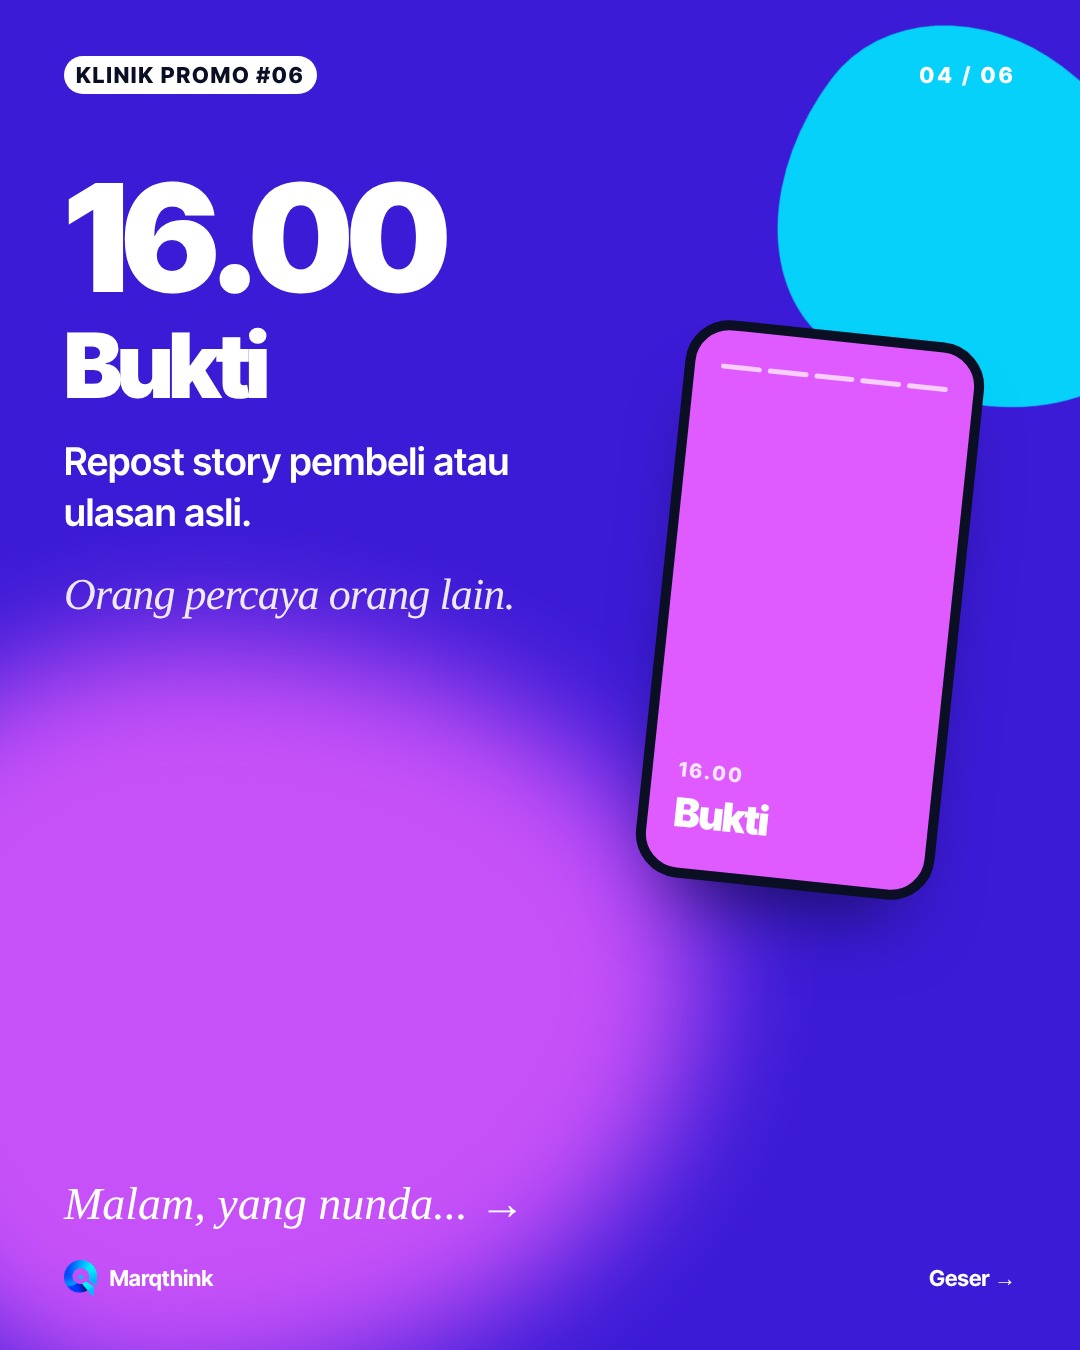 KLINIK PROMO #06
04 / 06
16.00
Bukti
Repost story pembeli atau
ulasan asli.
Orang percaya orang lain.
16.00
Bukti
Malam, yang nunda... →
Marqthink
Geser →